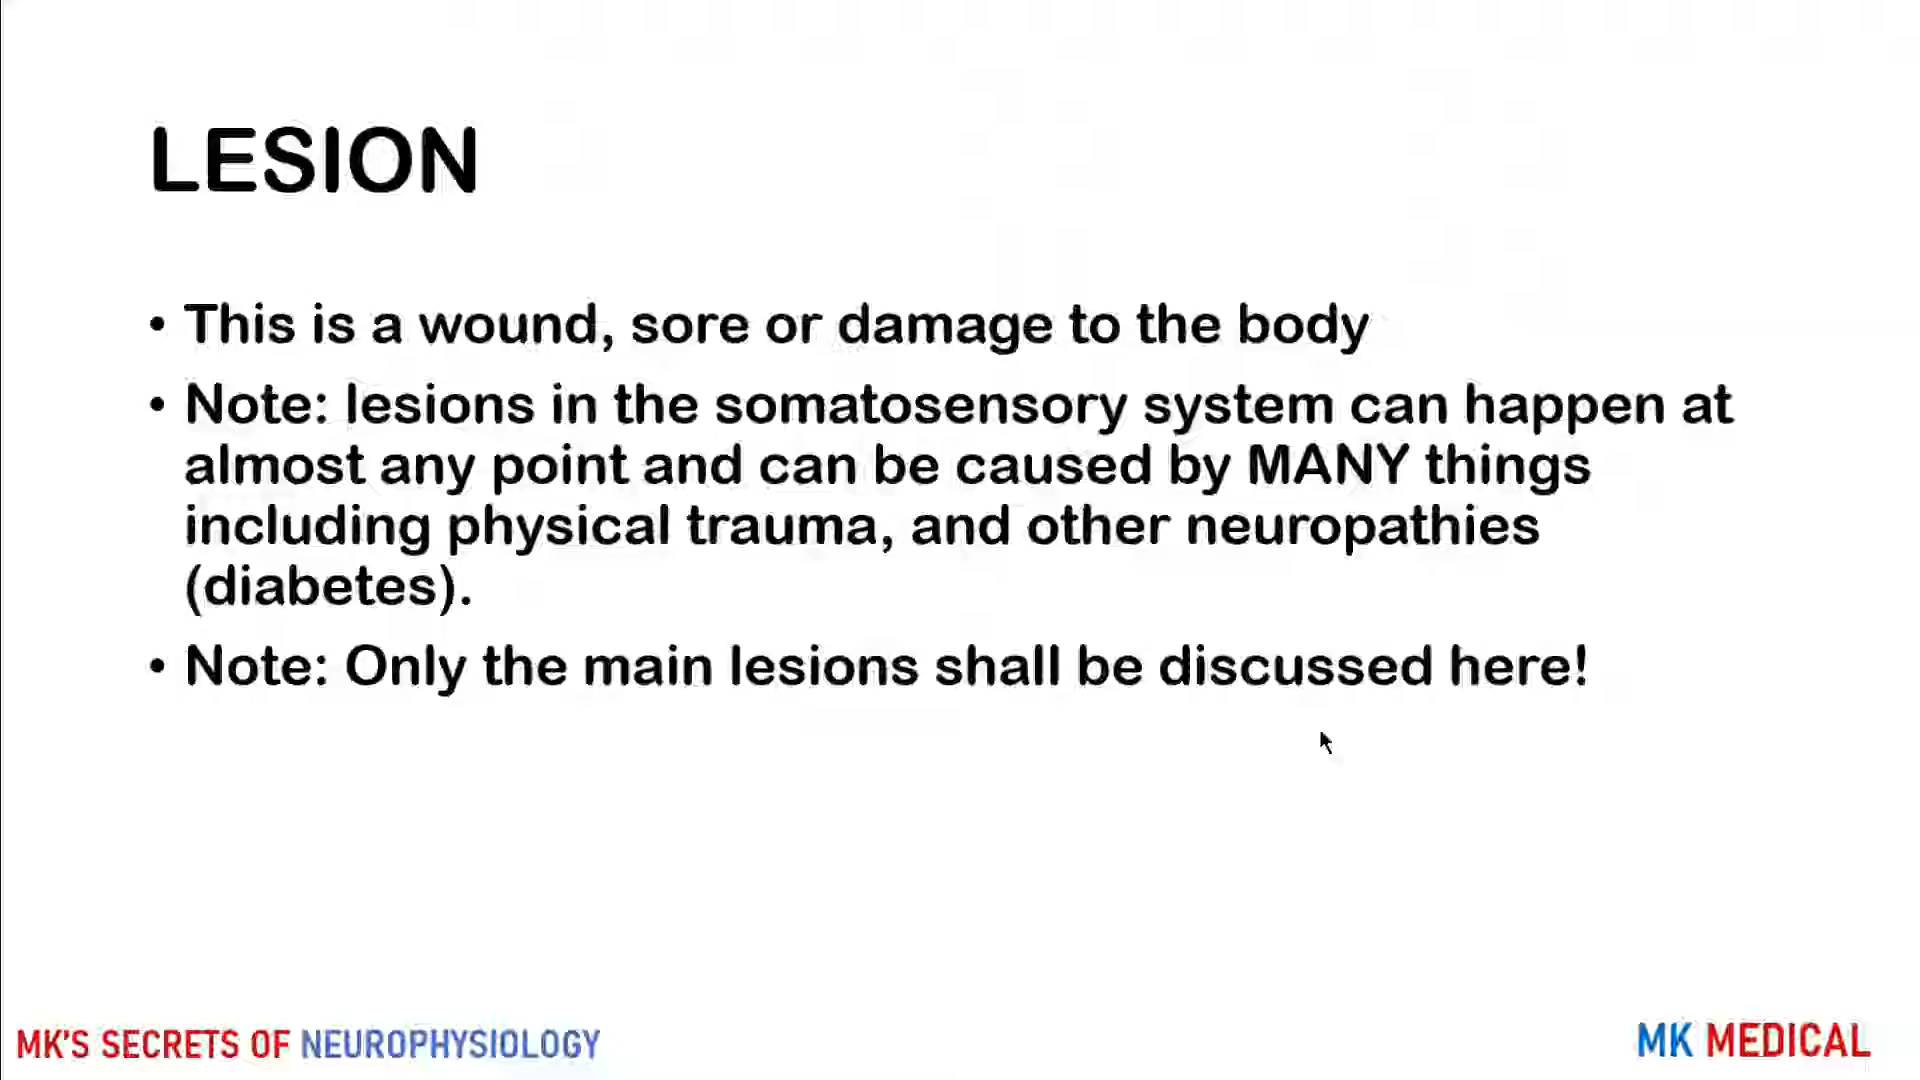 LESION
• This is a wound, sore or damage to the body
• Note: lesions in the somatosensory system can happen at
almost any point and can be caused by MANY things
including physical trauma, and other neuropathies
(diabetes).
• Note: Only the main lesions shall be discussed here!
MK'S SECRETS OF NEUROPHYSIOLOGY
MK MEDICAL